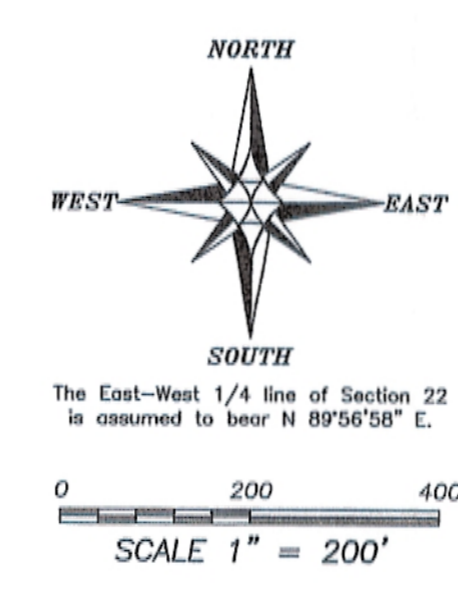 NORTH
WEST EAST
SOUTH
The East-West 1/4 line of Section 22
is assumed to bear N 89°56'58" E.
0 200 400
SCALE 1" = 200'